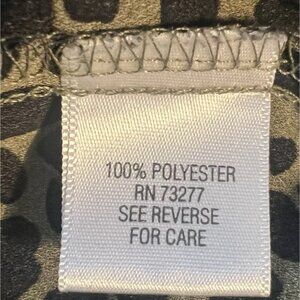 100% POLYESTER
RN 73277
SEE REVERSE
FOR CARE